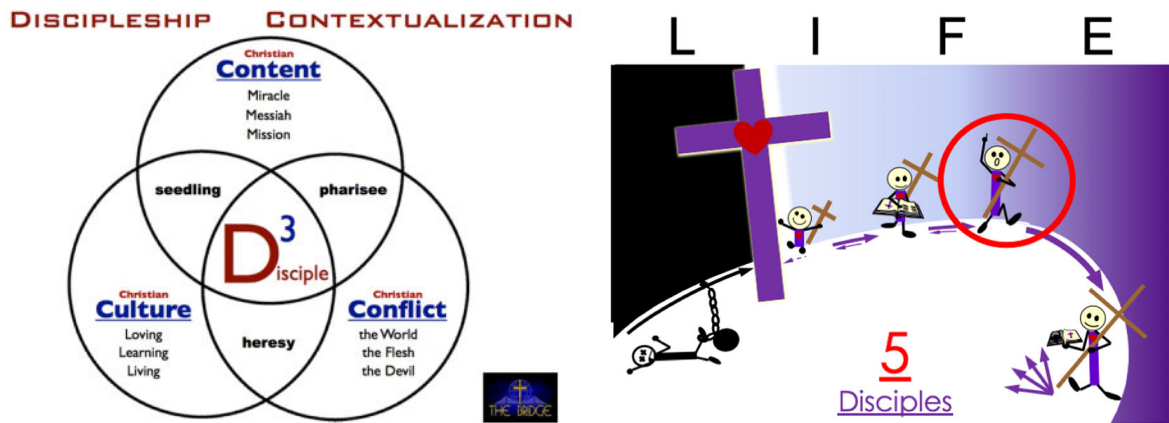 DISCIPLESHIP CONTEXTUALIZATION
Christian
Content
Miracle
Messiah
Mission
seedling
pharisee
D3
isciple
Christian
Culture
Loving
Learning
Living
heresy
Christian
Conflict
the World
the Flesh
the Devil
THE BRIDGE
L I F E
5
Disciples